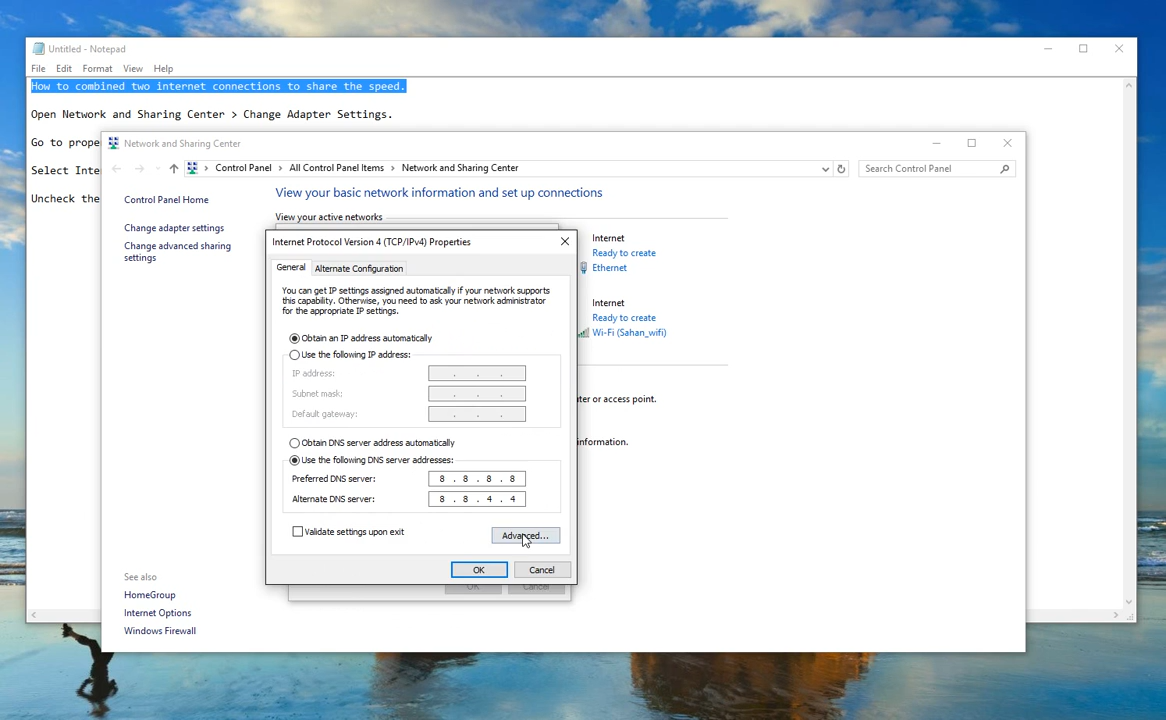 Untitled - Notepad
File Edit Format View Help
How to combined two internet connections to share the speed.
Open Network and Sharing Center > Change Adapter Settings.
Go to prope
Select Inte
Uncheck the
Network and Sharing Center
Control Panel > All Control Panel Items > Network and Sharing Center
Search Control Panel
Control Panel Home
Change adapter settings
Change advanced sharing
settings
View your basic network information and set up connections
View your active networks
Internet
Ready to create
Ethernet
Internet
Ready to create
Wi-Fi (Sahan_wifi)
ter or access point.
information.
Internet Protocol Version 4 (TCP/IPv4) Properties
General Alternate Configuration
You can get IP settings assigned automatically if your network supports
this capability. Otherwise, you need to ask your network administrator
for the appropriate IP settings.
Obtain an IP address automatically
Use the following IP address:
IP address: . . .
Subnet mask: . . .
Default gateway: . . .
Obtain DNS server address automatically
Use the following DNS server addresses:
Preferred DNS server: 8 . 8 . 8 . 8
Alternate DNS server: 8 . 8 . 4 . 4
Validate settings upon exit
Advanced...
OK Cancel
OK Cancel
See also
HomeGroup
Internet Options
Windows Firewall